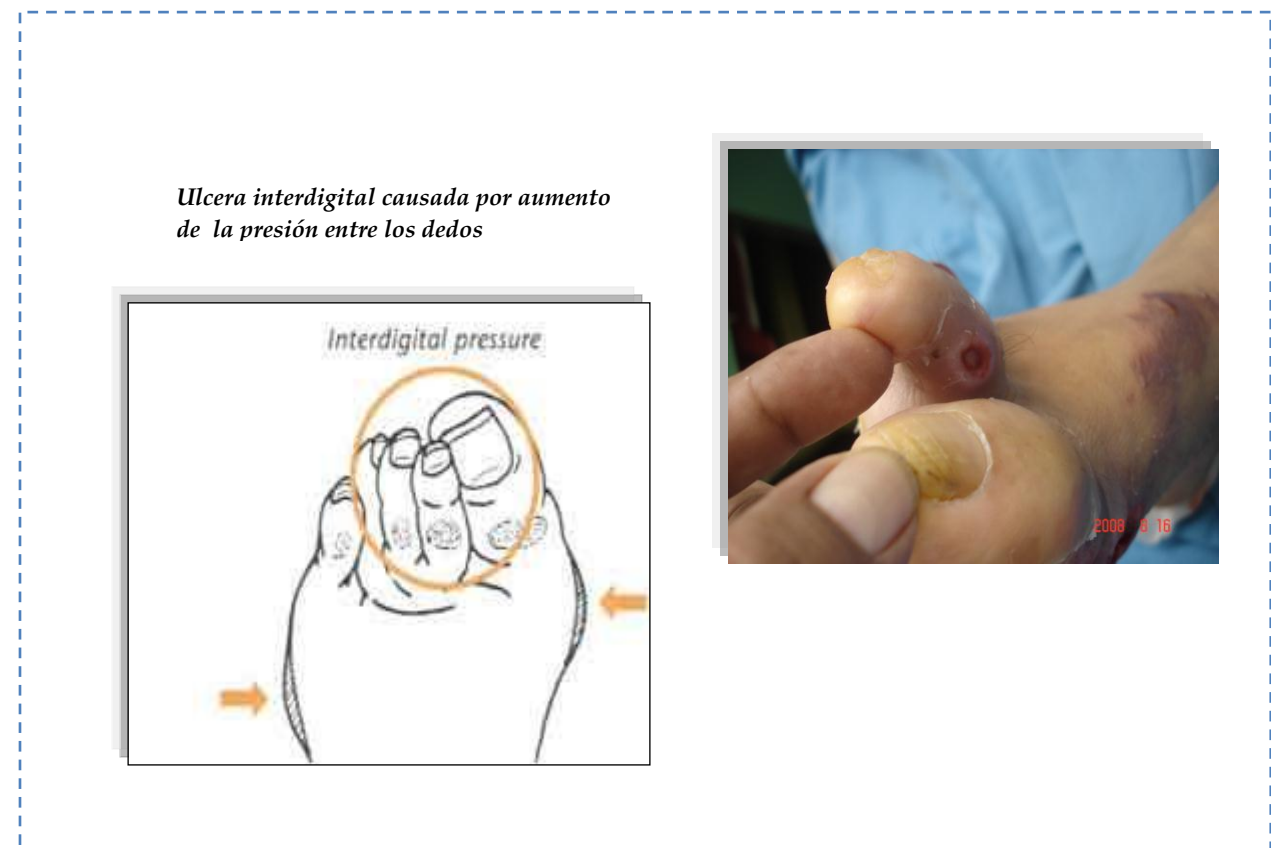 Ulcera interdigital causada por aumento
de  la presión entre los dedos
Interdigital pressure
2008 8 16